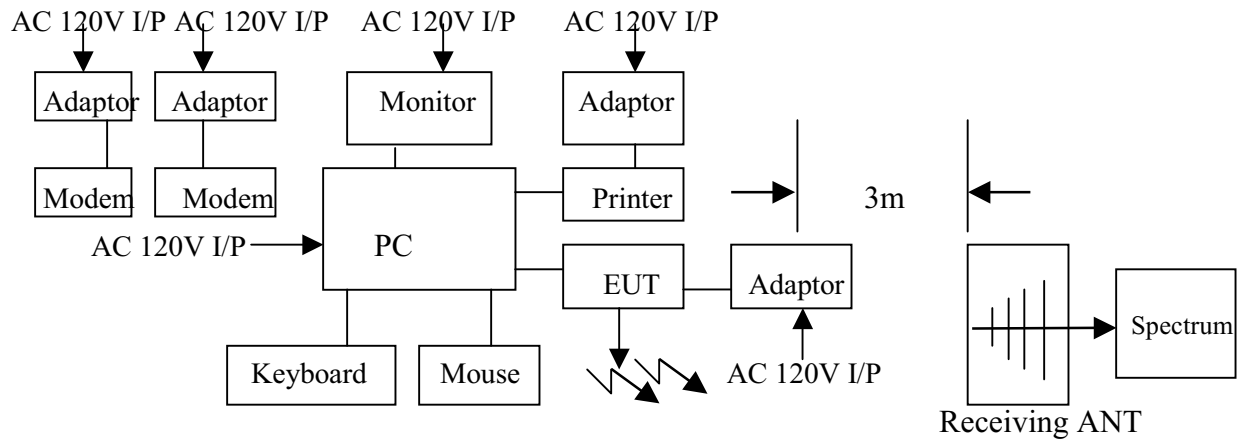 AC 120V I/P AC 120V I/P AC 120V I/P AC 120V I/P
Adaptor Adaptor Monitor Adaptor
Modem Modem Printer 3m
AC 120V I/P PC
EUT Adaptor
Spectrum
Keyboard Mouse AC 120V I/P
Receiving ANT